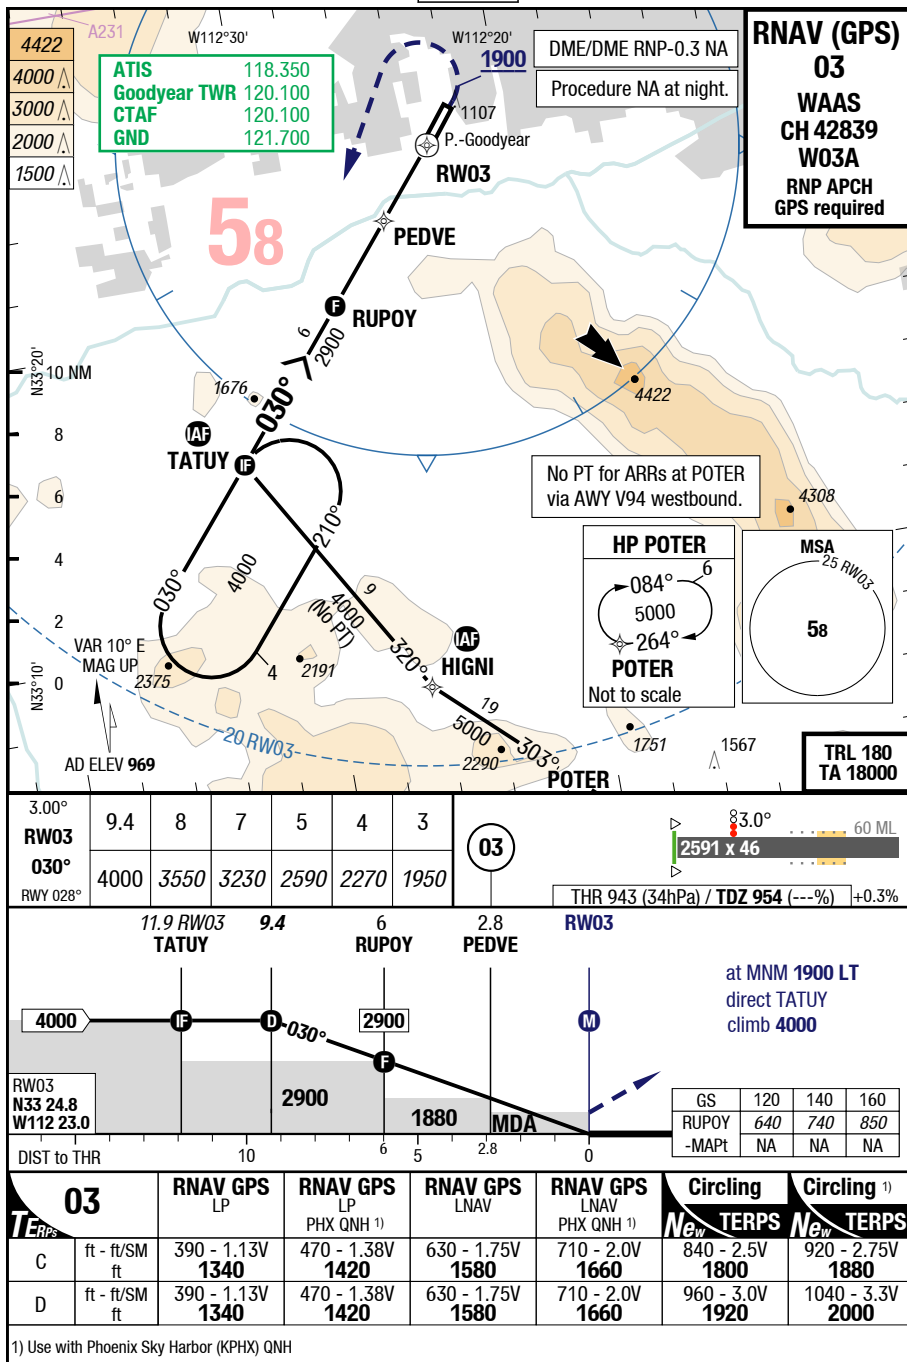 4422
4000
3000
2000
1500
A231
W112°30'
W112°20'
ATIS 118.350
Goodyear TWR 120.100
CTAF 120.100
GND 121.700
1900
DME/DME RNP-0.3 NA
Procedure NA at night.
RNAV (GPS)
03
WAAS
CH 42839
W03A
RNP APCH
GPS required
1107
P.-Goodyear
RW03
58
PEDVE
F
RUPOY
6
2900
030°
N33°20'
10 NM
8
6
4
2
0
N33°10'
1676
4422
IAF
TATUY
IF
No PT for ARRs at POTER
via AWY V94 westbound.
4308
210°
030°
4000
9
4000
(No PT)
320°
HP POTER
084°
6
5000
264°
POTER
Not to scale
MSA
25 RW03
58
IAF
HIGNI
VAR 10° E
MAG UP
2375
4
2191
19
5000
303°
20 RW03
2290
POTER
1751
1567
AD ELEV 969
TRL 180
TA 18000
3.00°
RW03
030°
RWY 028°
9.4 8 7 5 4 3
4000 3550 3230 2590 2270 1950
03
3.0°
60 ML
2591 x 46
THR 943 (34hPa) / TDZ 954 (---%)
+0.3%
11.9 RW03 9.4 6 2.8 RW03
TATUY RUPOY PEDVE
at MNM 1900 LT
direct TATUY
climb 4000
4000
IF
D
030°
2900
F
M
RW03
N33 24.8
W112 23.0
2900
1880
MDA
GS 120 140 160
RUPOY 640 740 850
-MAPt NA NA NA
DIST to THR 10 6 5 2.8 0
TERPs
03
RNAV GPS
LP
RNAV GPS
LP
PHX QNH 1)
RNAV GPS
LNAV
RNAV GPS
LNAV
PHX QNH 1)
Circling
New TERPS
Circling 1)
New TERPS
C ft - ft/SM 390 - 1.13V 470 - 1.38V 630 - 1.75V 710 - 2.0V 840 - 2.5V 920 - 2.75V
ft 1340 1420 1580 1660 1800 1880
D ft - ft/SM 390 - 1.13V 470 - 1.38V 630 - 1.75V 710 - 2.0V 960 - 3.0V 1040 - 3.3V
ft 1340 1420 1580 1660 1920 2000
1) Use with Phoenix Sky Harbor (KPHX) QNH